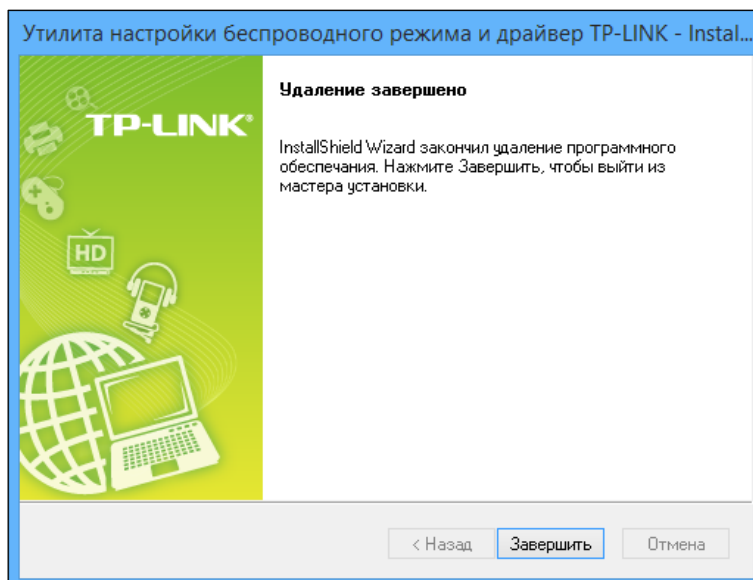 Утилита настройки беспроводного режима и драйвер TP-LINK - Instal...
TP-LINK®
Удаление завершено
InstallShield Wizard закончил удаление программного
обеспечания. Нажмите Завершить, чтобы выйти из
мастера установки.
HD
< Назад
Завершить
Отмена